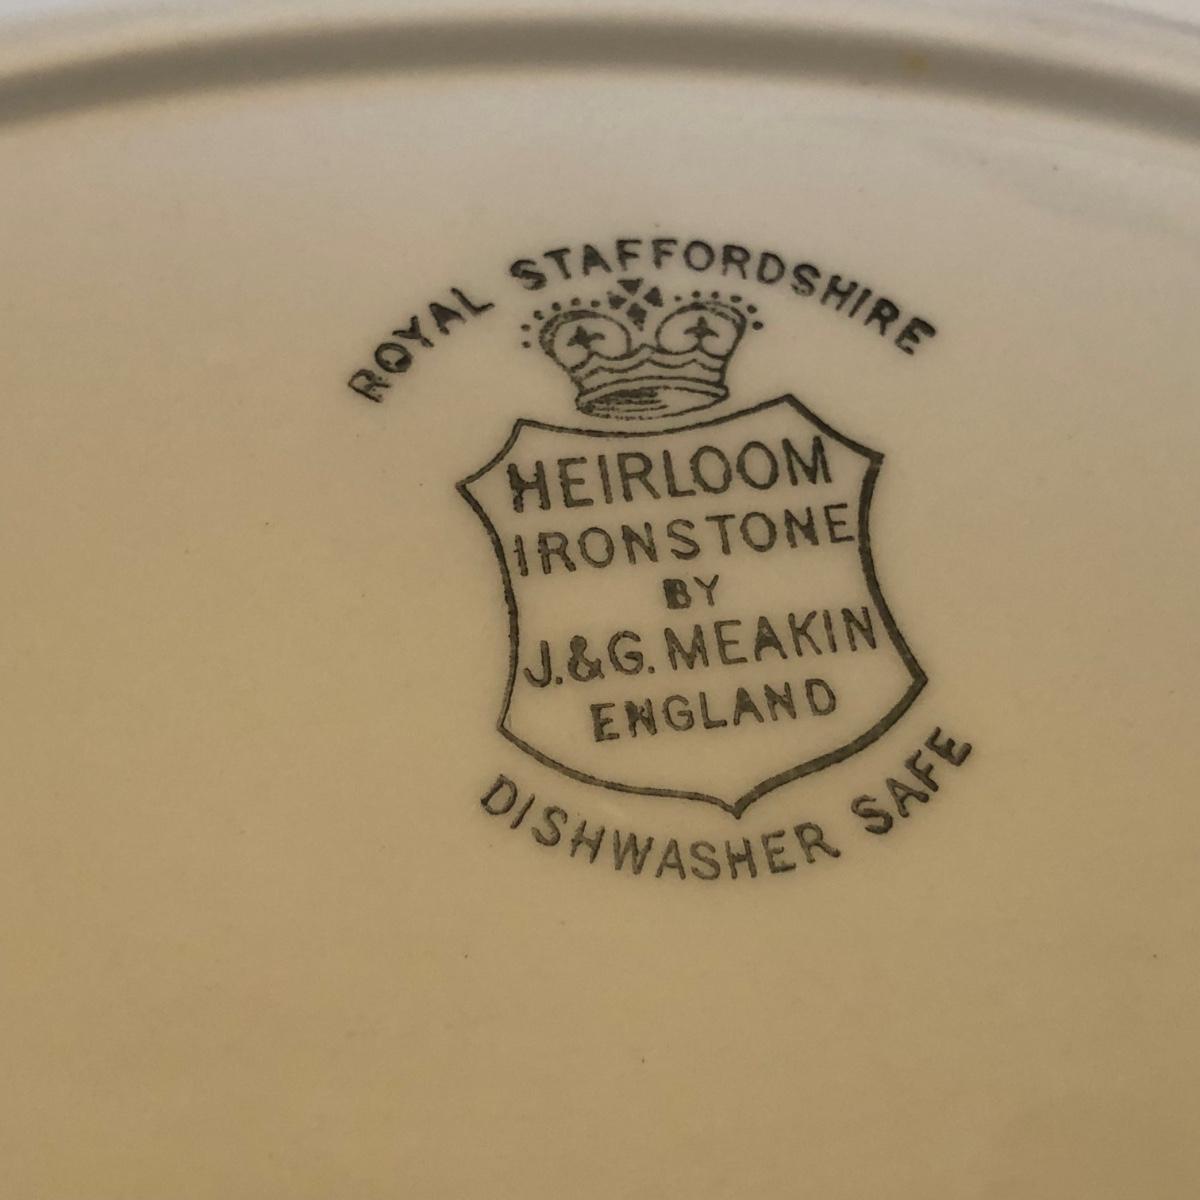 ROYAL STAFFORDSHIRE
HEIRLOOM
IRONSTONE
BY
J.&G. MEAKIN
ENGLAND
DISHWASHER SAFE